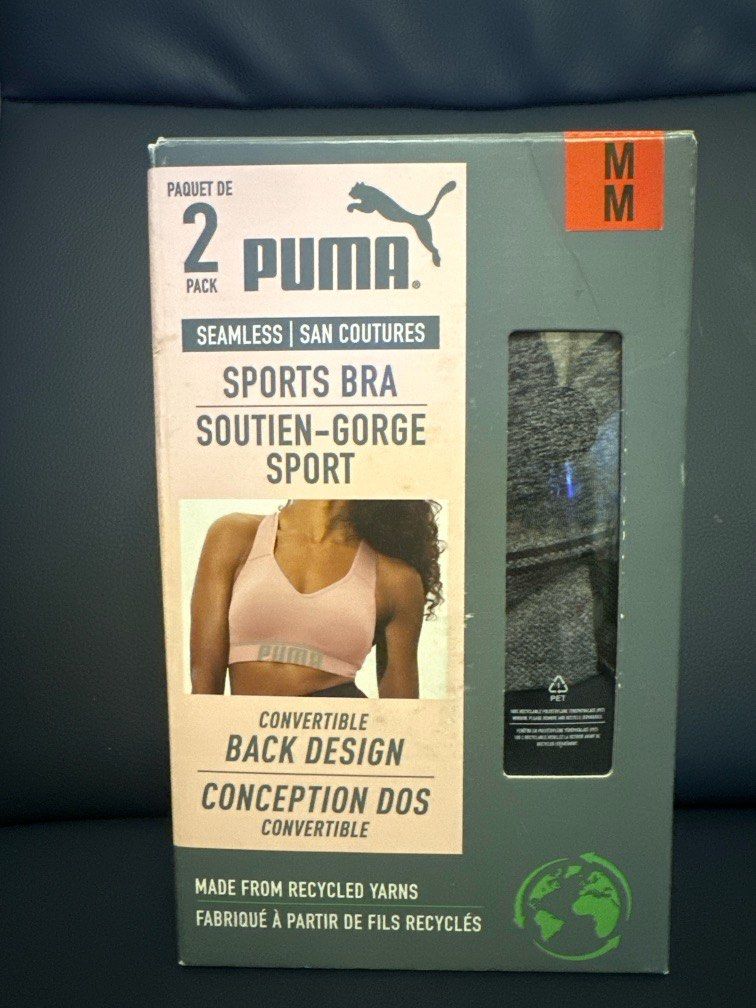 M
M
PAQUET DE
2
PACK
PUMA®
SEAMLESS | SAN COUTURES
SPORTS BRA
SOUTIEN-GORGE
SPORT
PUMA
CONVERTIBLE
BACK DESIGN
CONCEPTION DOS
CONVERTIBLE
PET
MADE FROM RECYCLED YARNS
FABRIQUÉ À PARTIR DE FILS RECYCLÉS